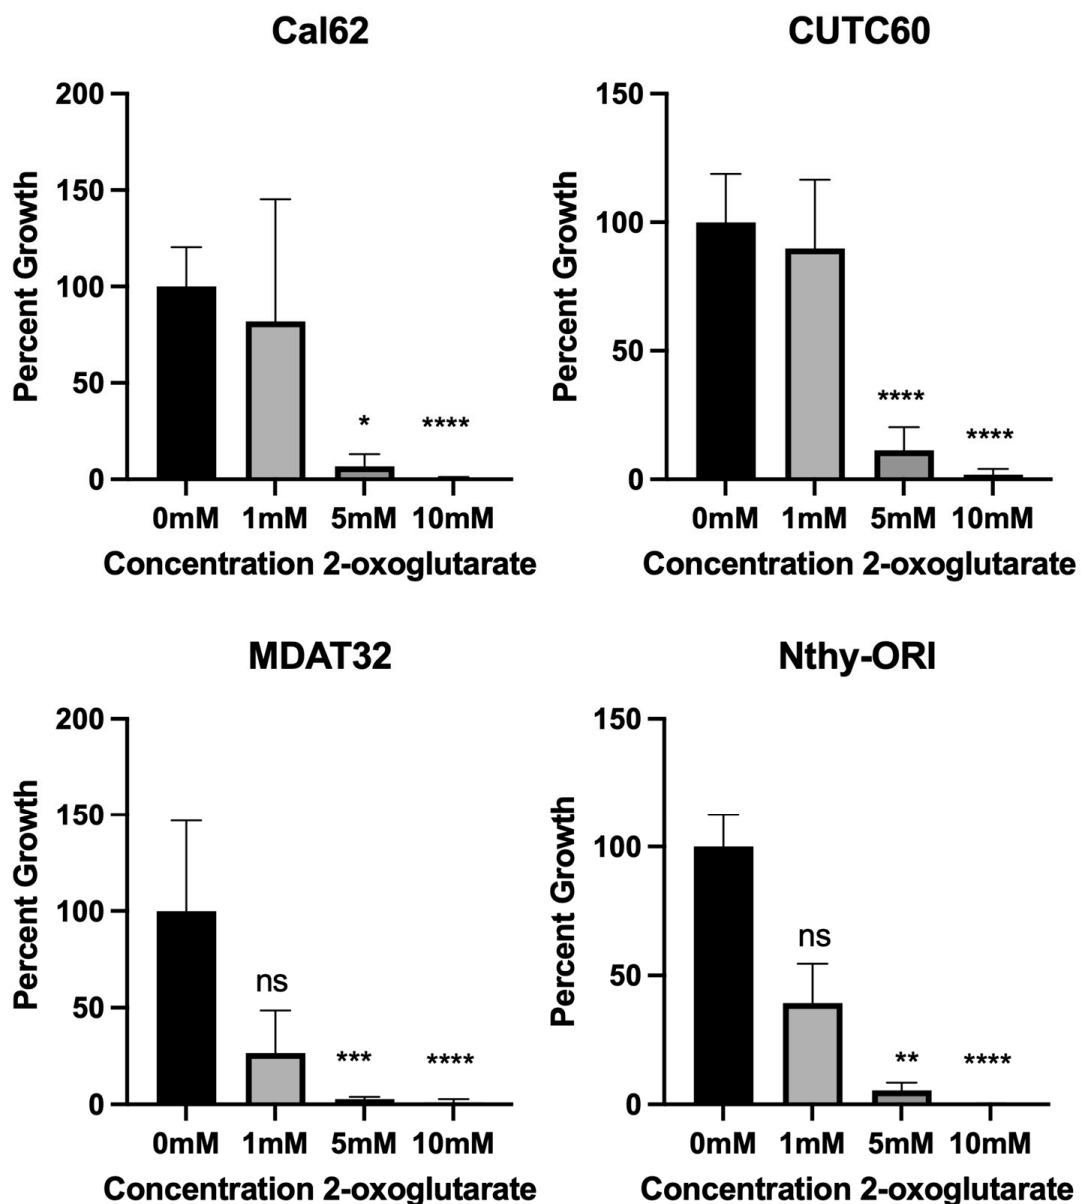 Cal62
200
150
100
50
0
Percent Growth
*
****
0mM 1mM 5mM 10mM
Concentration 2-oxoglutarate
CUTC60
150
100
50
0
Percent Growth
****
****
0mM 1mM 5mM 10mM
Concentration 2-oxoglutarate
MDAT32
200
150
100
50
0
Percent Growth
ns
***
****
0mM 1mM 5mM 10mM
Concentration 2-oxoglutarate
Nthy-ORI
150
100
50
0
Percent Growth
ns
**
****
0mM 1mM 5mM 10mM
Concentration 2-oxoglutarate